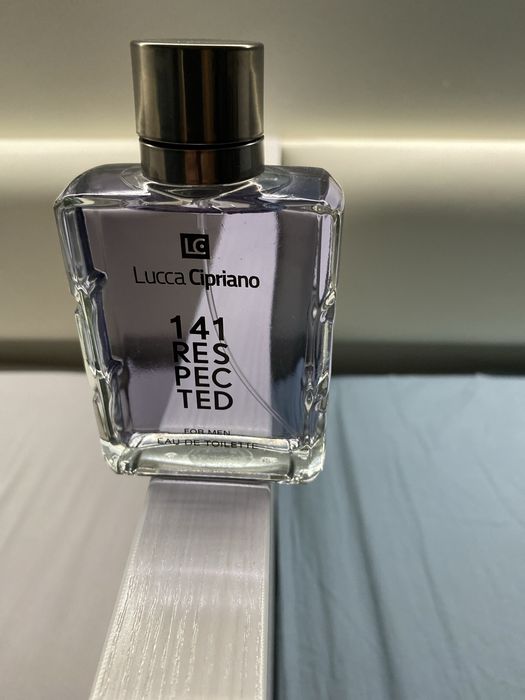 LC
Lucca Cipriano
141
RES
PEC
TED
FOR MEN
EAU DE TOILETTE